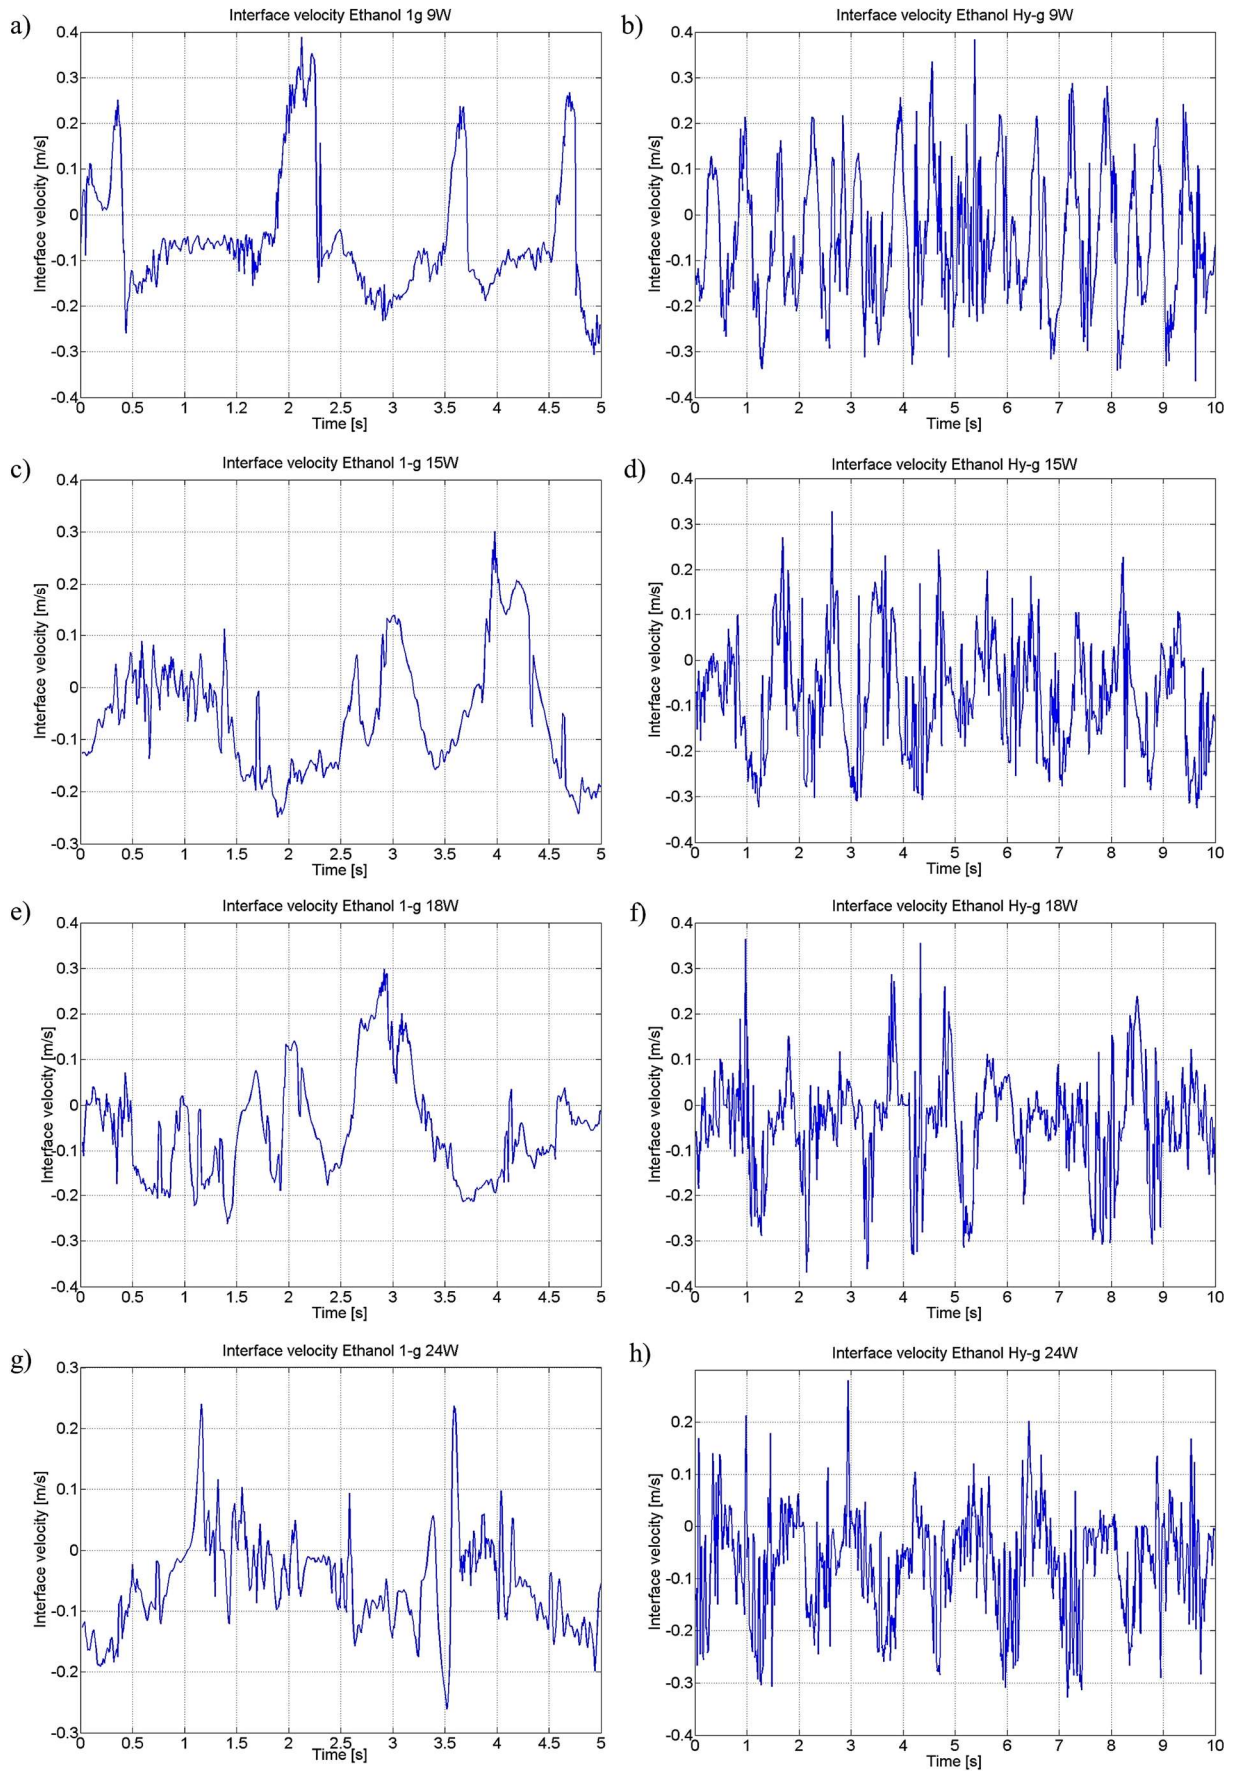 a)
Interface velocity Ethanol 1g 9W
Interface velocity [m/s]
0.4
0.3
0.2
0.1
0
-0.1
-0.2
-0.3
-0.4
0 0.5 1 1.2 2 2.5 3 3.5 4 4.5 5
Time [s]
b)
Interface velocity Ethanol Hy-g 9W
Interface velocity [m/s]
0.4
0.3
0.2
0.1
0
-0.1
-0.2
-0.3
-0.4
0 1 2 3 4 5 6 7 8 9 10
Time [s]
c)
Interface velocity Ethanol 1-g 15W
Interface velocity [m/s]
0.4
0.3
0.2
0.1
0
-0.1
-0.2
-0.3
0 0.5 1 1.5 2 2.5 3 3.5 4 4.5 5
Time [s]
d)
Interface velocity Ethanol Hy-g 15W
Interface velocity [m/s]
0.4
0.3
0.2
0.1
0
-0.1
-0.2
-0.3
-0.4
0 1 2 3 4 5 6 7 8 9 10
Time [s]
e)
Interface velocity Ethanol 1-g 18W
Interface velocity [m/s]
0.4
0.3
0.2
0.1
0
-0.1
-0.2
-0.3
-0.4
0 0.5 1 1.5 2 2.5 3 3.5 4 4.5 5
Time [s]
f)
Interface velocity Ethanol Hy-g 18W
Interface velocity [m/s]
0.4
0.3
0.2
0.1
0
-0.1
-0.2
-0.3
-0.4
0 1 2 3 4 5 6 7 8 9 10
Time [s]
g)
Interface velocity Ethanol 1-g 24W
Interface velocity [m/s]
0.3
0.2
0.1
0
-0.1
-0.2
-0.3
0 0.5 1 1.5 2 2.5 3 3.5 4 4.5 5
Time [s]
h)
Interface velocity Ethanol Hy-g 24W
Interface velocity [m/s]
0.2
0.1
0
-0.1
-0.2
-0.3
-0.4
0 1 2 3 4 5 6 7 8 9 10
Time [s]